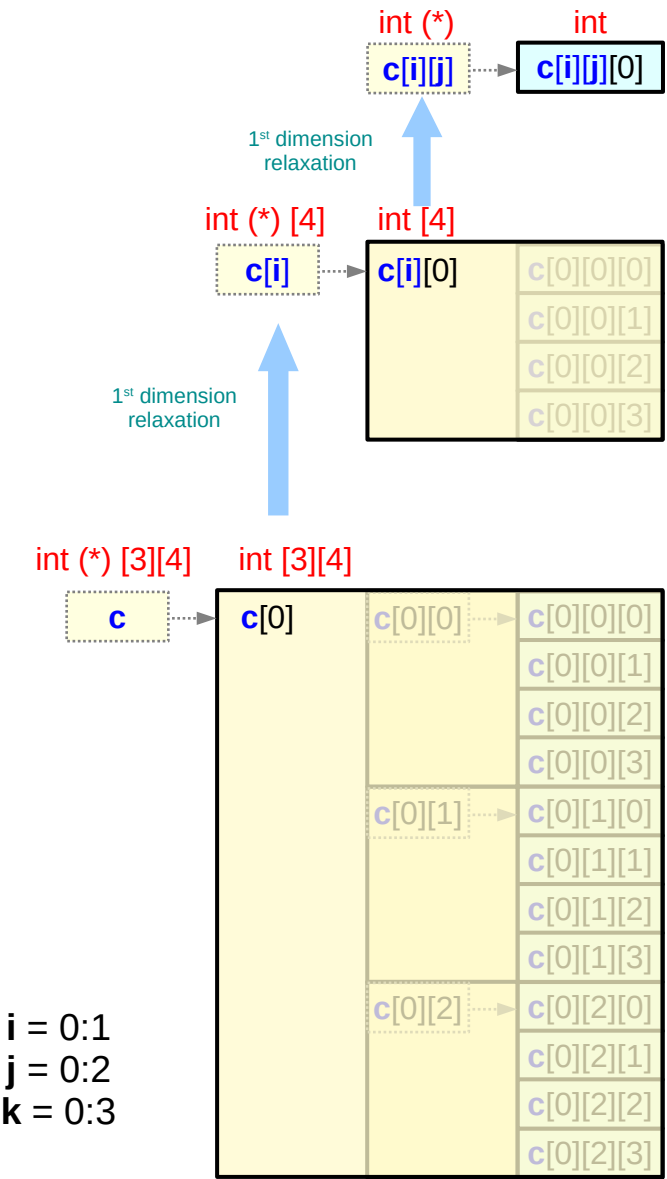 int (*) int
c[i][j] c[i][j][0]
1st dimension
relaxation
int (*) [4] int [4]
c[i] c[i][0] c[0][0][0]
c[0][0][1]
c[0][0][2]
c[0][0][3]
1st dimension
relaxation
int (*) [3][4] int [3][4]
c c[0] c[0][0] c[0][0][0]
c[0][0][1]
c[0][0][2]
c[0][0][3]
c[0][1] c[0][1][0]
c[0][1][1]
c[0][1][2]
c[0][1][3]
c[0][2] c[0][2][0]
c[0][2][1]
c[0][2][2]
c[0][2][3]
i = 0:1
j = 0:2
k = 0:3